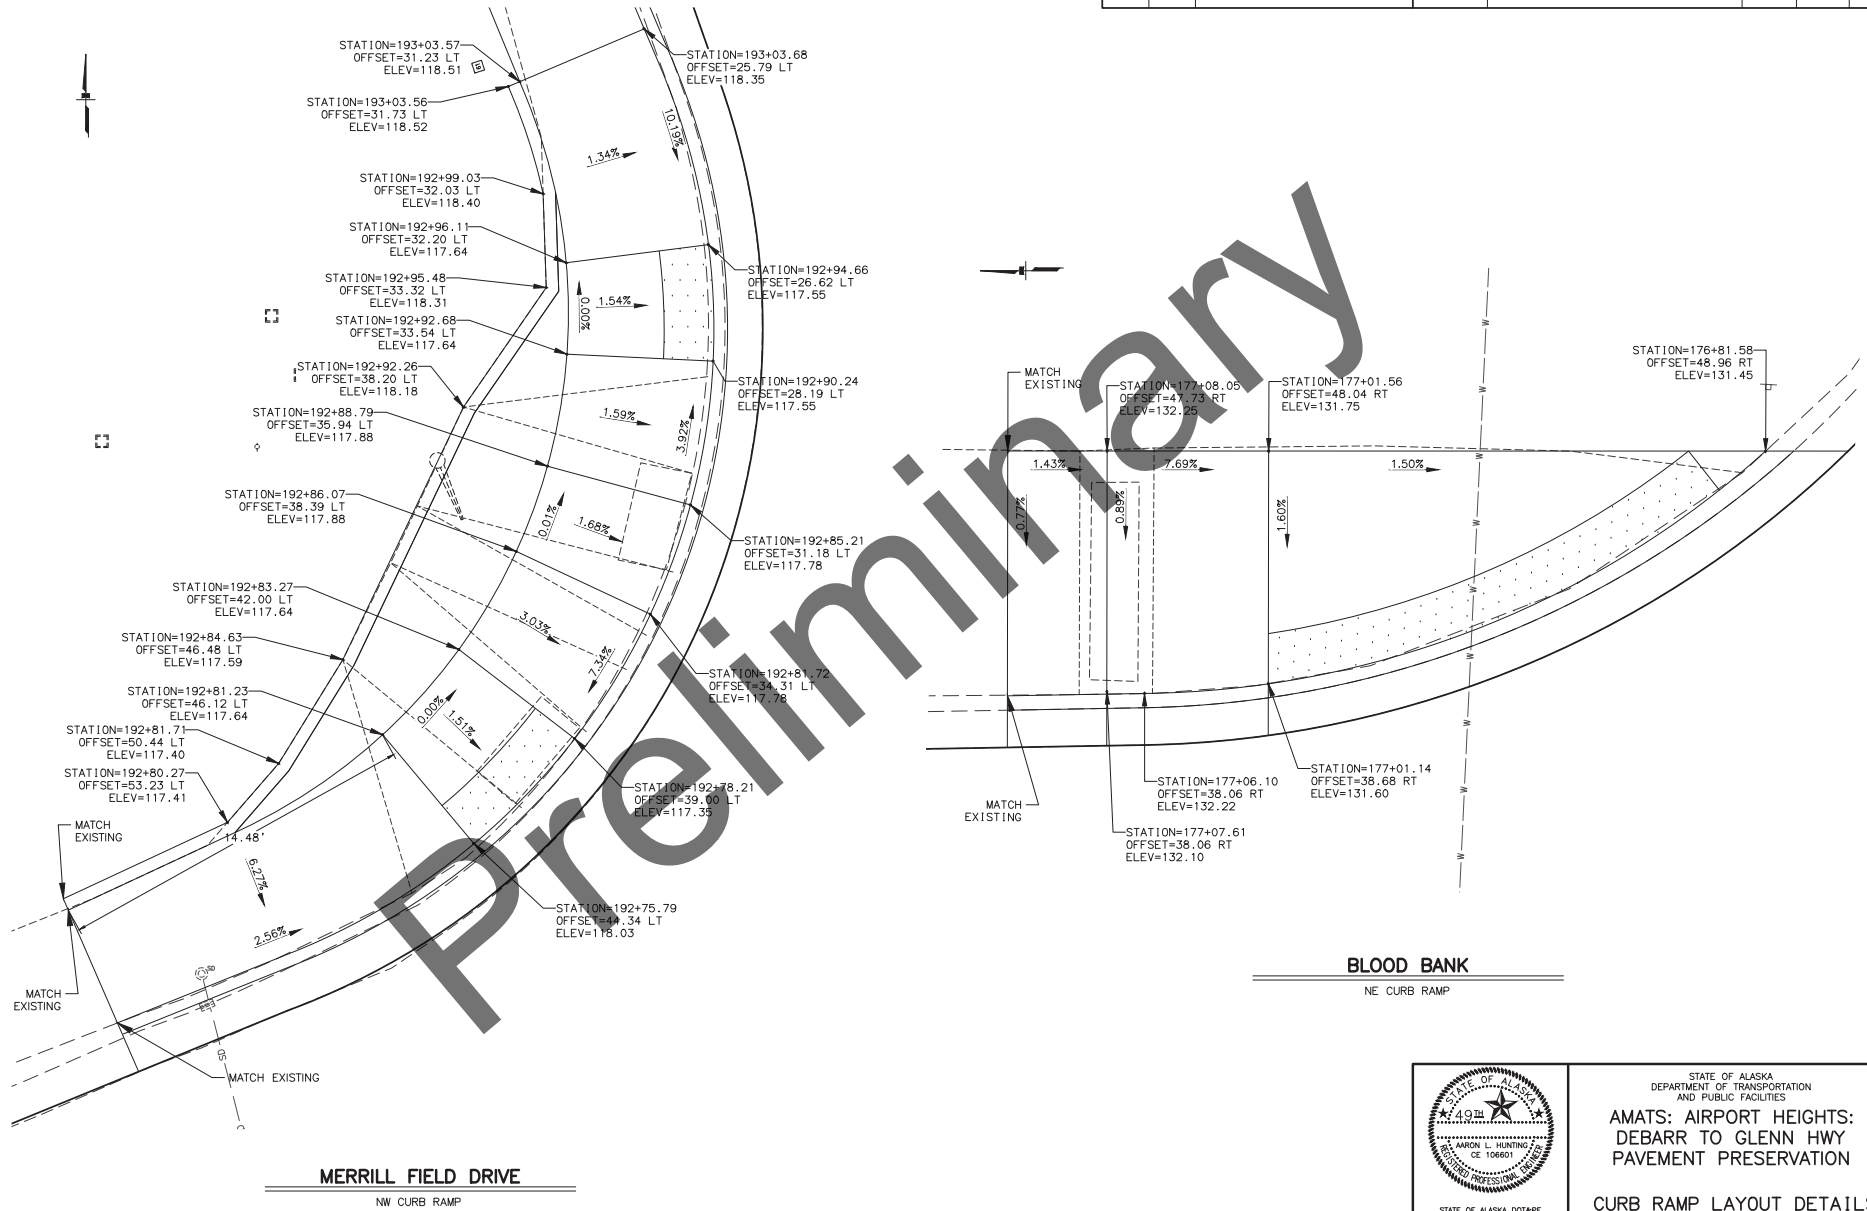 STATION=193+03.57
OFFSET=31.23 LT
ELEV=118.51
STATION=193+03.68
OFFSET=25.79 LT
ELEV=118.35
STATION=193+03.56
OFFSET=31.73 LT
ELEV=118.52
10.19%
1.34%
STATION=192+99.03
OFFSET=32.03 LT
ELEV=118.40
STATION=192+96.11
OFFSET=32.20 LT
ELEV=117.64
STATION=192+94.66
OFFSET=26.62 LT
ELEV=117.55
STATION=192+95.48
OFFSET=33.32 LT
ELEV=118.31
0.00%
1.54%
STATION=192+92.68
OFFSET=33.54 LT
ELEV=117.64
STATION=192+92.26
OFFSET=38.20 LT
ELEV=118.18
STATION=192+90.24
OFFSET=28.19 LT
ELEV=117.55
STATION=192+88.79
OFFSET=35.94 LT
ELEV=117.88
1.59%
3.92%
STATION=192+86.07
OFFSET=38.39 LT
ELEV=117.88
0.01%
1.68%
STATION=192+85.21
OFFSET=31.18 LT
ELEV=117.78
STATION=192+83.27
OFFSET=42.00 LT
ELEV=117.64
3.03%
7.34%
STATION=192+84.63
OFFSET=46.48 LT
ELEV=117.59
STATION=192+81.72
OFFSET=34.31 LT
ELEV=117.78
STATION=192+81.23
OFFSET=46.12 LT
ELEV=117.64
0.00%
1.51%
STATION=192+81.71
OFFSET=50.44 LT
ELEV=117.40
STATION=192+80.27
OFFSET=53.23 LT
ELEV=117.41
STATION=192+78.21
OFFSET=39.00 LT
ELEV=117.35
MATCH
EXISTING
14.48'
6.27%
2.56%
STATION=192+75.79
OFFSET=44.34 LT
ELEV=118.03
MATCH
EXISTING
SD
MATCH EXISTING
MERRILL FIELD DRIVE
NW CURB RAMP
Preliminary
MATCH
EXISTING
STATION=177+08.05
OFFSET=47.73 RT
ELEV=132.25
STATION=177+01.56
OFFSET=48.04 RT
ELEV=131.75
STATION=176+81.58
OFFSET=48.96 RT
ELEV=131.45
W
W
W
W
W
W
W
W
W
1.43%
7.69%
1.50%
0.77%
0.89%
1.60%
MATCH
EXISTING
STATION=177+06.10
OFFSET=38.06 RT
ELEV=132.22
STATION=177+01.14
OFFSET=38.68 RT
ELEV=131.60
STATION=177+07.61
OFFSET=38.06 RT
ELEV=132.10
BLOOD BANK
NE CURB RAMP
STATE OF ALASKA
49TH
AARON L. HUNTING
CE 106601
REGISTERED PROFESSIONAL ENGINEER
STATE OF ALASKA DOT&PF
STATE OF ALASKA
DEPARTMENT OF TRANSPORTATION
AND PUBLIC FACILITIES
AMATS: AIRPORT HEIGHTS:
DEBARR TO GLENN HWY
PAVEMENT PRESERVATION
CURB RAMP LAYOUT DETAILS